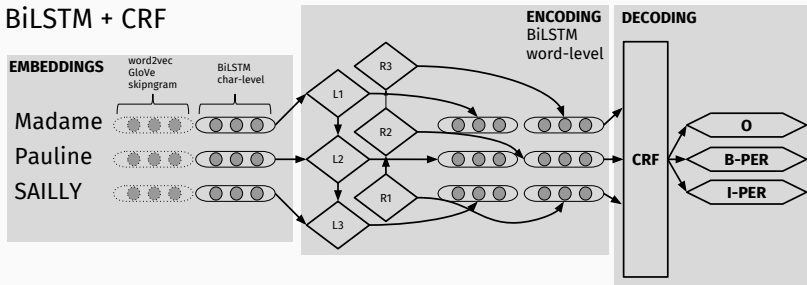 BiLSTM + CRF
EMBEDDINGS
word2vec
GloVe
skipngram
BiLSTM
char-level
ENCODING
BiLSTM
word-level
DECODING
Madame
Pauline
SAILLY
L1
L2
L3
R3
R2
R1
CRF
O
B-PER
I-PER